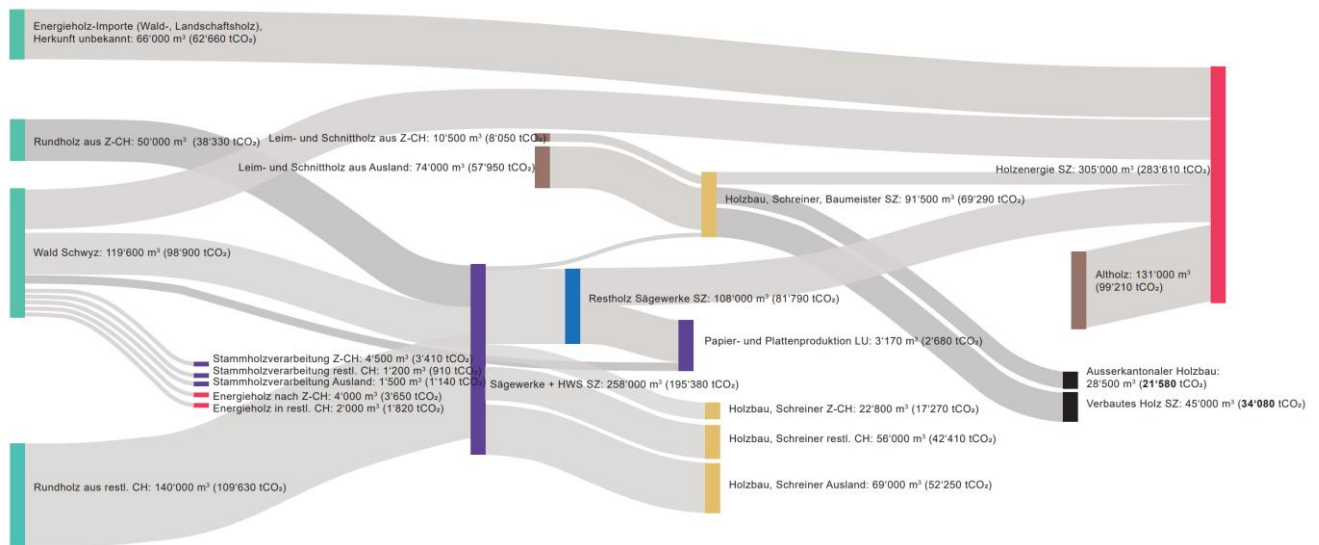 Energieholz-Importe (Wald-, Landschaftsholz),
Herkunft unbekannt: 66'000 m³ (62'660 tCO₂)
Rundholz aus Z-CH: 50'000 m³ (38'330 tCO₂)
Leim- und Schnittholz aus Z-CH: 10'500 m³ (8'050 tCO₂)
Leim- und Schnittholz aus Ausland: 74'000 m³ (57'950 tCO₂)
Holzenergie SZ: 305'000 m³ (283'610 tCO₂)
Holzbau, Schreiner, Baumeister SZ: 91'500 m³ (69'290 tCO₂)
Wald Schwyz: 119'600 m³ (98'900 tCO₂)
Altholz: 131'000 m³
(99'210 tCO₂)
Restholz Sägewerke SZ: 108'000 m³ (81'790 tCO₂)
Papier- und Plattenproduktion LU: 3'170 m³ (2'680 tCO₂)
Stammholzverarbeitung Z-CH: 4'500 m³ (3'410 tCO₂)
Stammholzverarbeitung restl. CH: 1'200 m³ (910 tCO₂)
Stammholzverarbeitung Ausland: 1'500 m³ (1'140 tCO₂)
Energieholz nach Z-CH: 4'000 m³ (3'650 tCO₂)
Energieholz in restl. CH: 2'000 m³ (1'820 tCO₂)
Sägewerke + HWS SZ: 258'000 m³ (195'380 tCO₂)
Ausserkantonaler Holzbau:
28'500 m³ (21'580 tCO₂)
Verbautes Holz SZ: 45'000 m³ (34'080 tCO₂)
Holzbau, Schreiner Z-CH: 22'800 m³ (17'270 tCO₂)
Holzbau, Schreiner restl. CH: 56'000 m³ (42'410 tCO₂)
Holzbau, Schreiner Ausland: 69'000 m³ (52'250 tCO₂)
Rundholz aus restl. CH: 140'000 m³ (109'630 tCO₂)